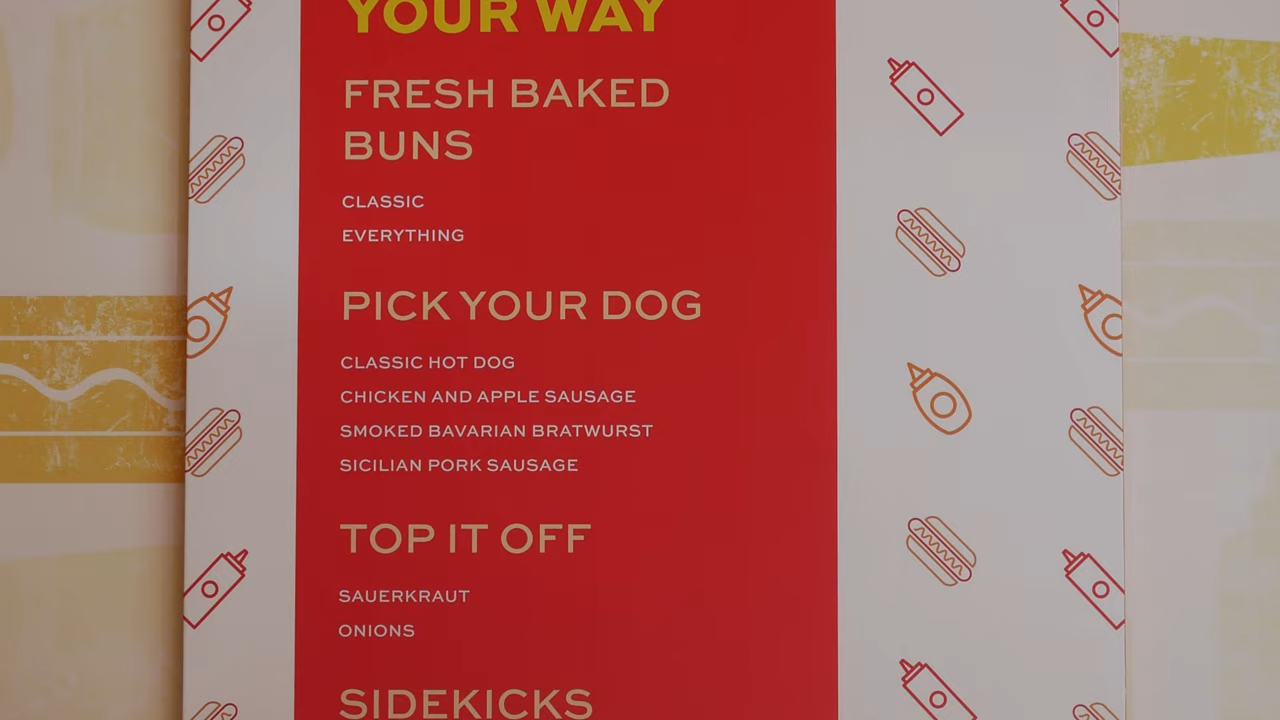 YOUR WAY
FRESH BAKED
BUNS
CLASSIC
EVERYTHING
PICK YOUR DOG
CLASSIC HOT DOG
CHICKEN AND APPLE SAUSAGE
SMOKED BAVARIAN BRATWURST
SICILIAN PORK SAUSAGE
TOP IT OFF
SAUERKRAUT
ONIONS
SIDEKICKS